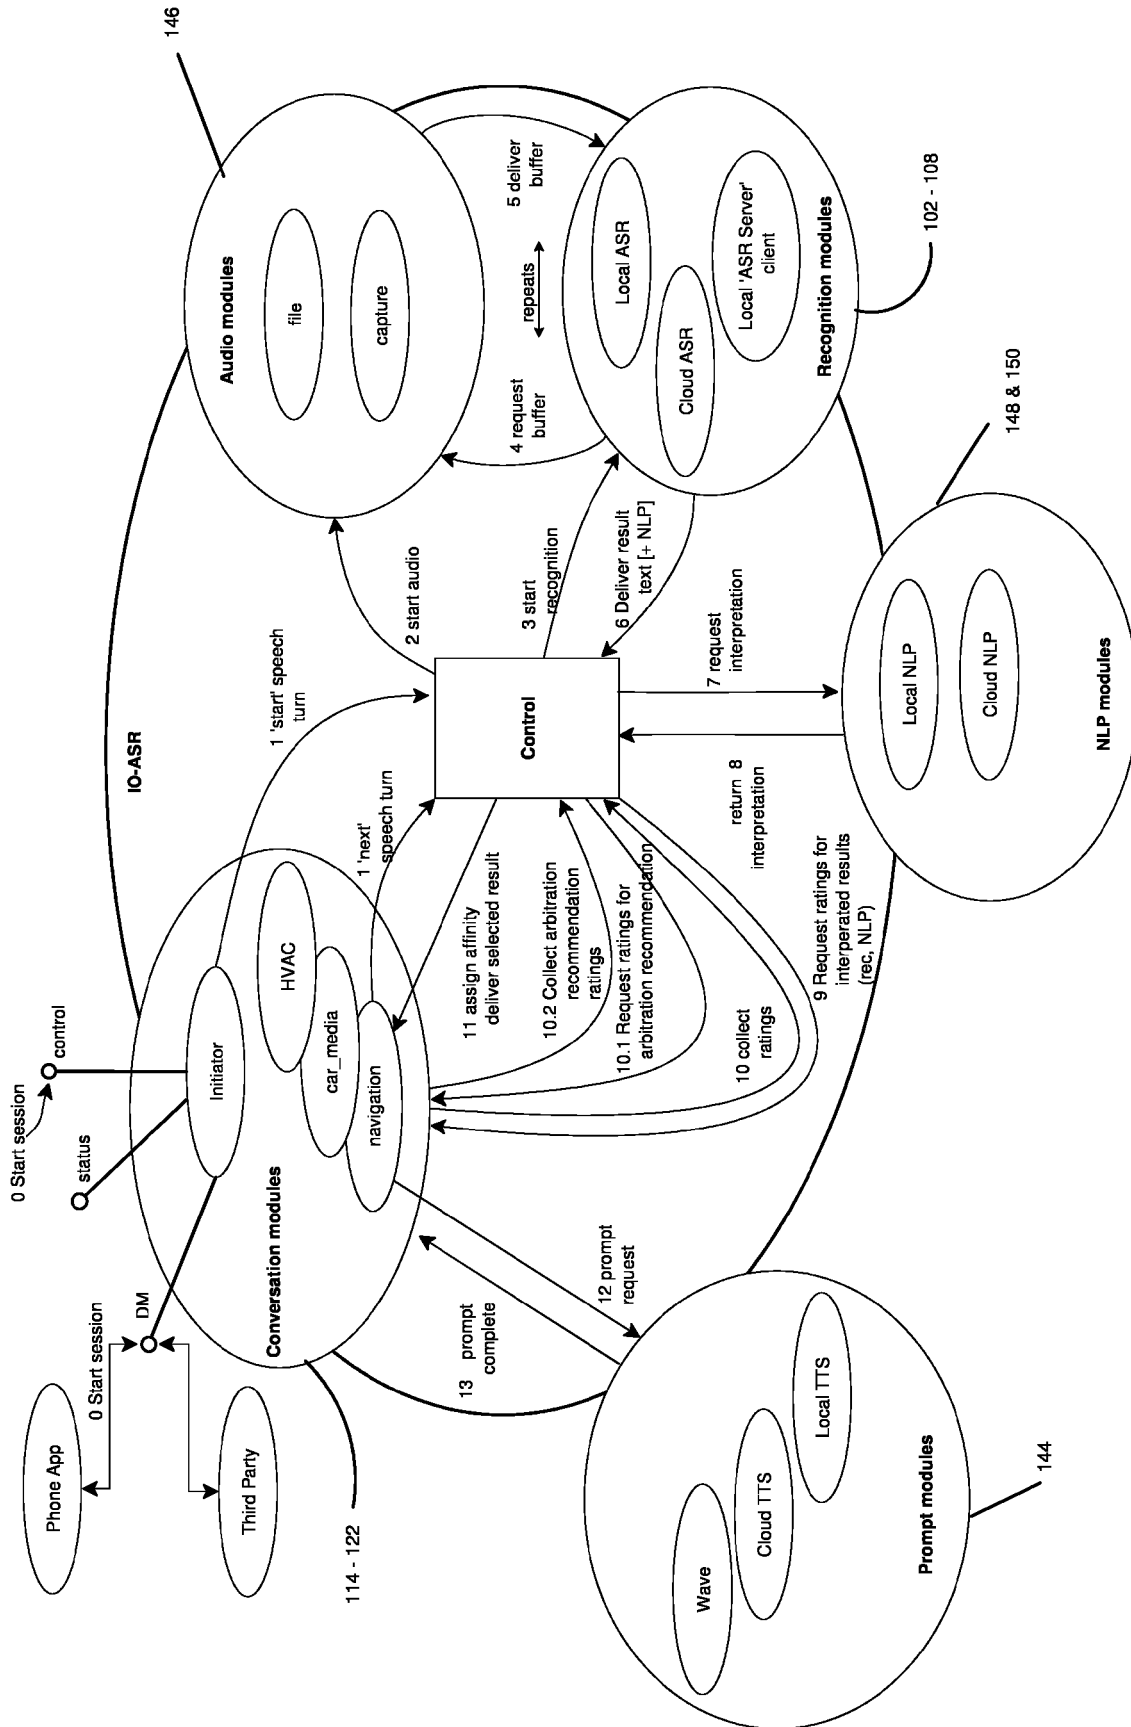 Phone App
Third Party
0 Start session
DM
0 Start session
status
control
114 - 122
Conversation modules
Initiator
HVAC
car_media
navigation
IO-ASR
1 'start' speech
turn
1 'next'
speech turn
146
Audio modules
file
capture
2 start audio
3 start
recognition
4 request
buffer
repeats
5 deliver
buffer
Local ASR
Cloud ASR
Local 'ASR Server'
client
Recognition modules
102 - 108
6 Deliver result
text [+ NLP]
Control
7 request
interpretation
return 8
interpretation
148 & 150
Local NLP
Cloud NLP
NLP modules
11 assign affinity
deliver selected result
10.2 Collect arbitration
recommendation
ratings
10.1 Request ratings for
arbitration recommendation
10 collect
ratings
9 Request ratings for
interperated results
(rec, NLP)
12 prompt
request
13 prompt
complete
Wave
Cloud TTS
Local TTS
Prompt modules
144